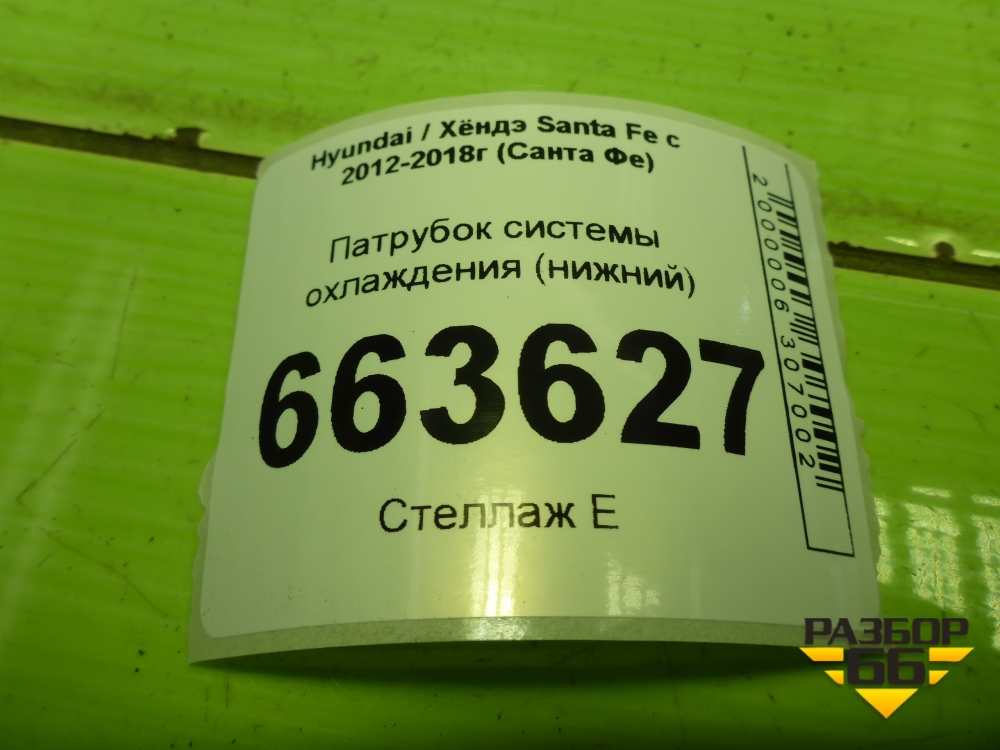 Hyundai / Хёндэ Santa Fe с
2012-2018г (Санта Фе)
Патрубок системы
охлаждения (нижний)
663627
Стеллаж Е
2000006307002
РАЗБОР
66